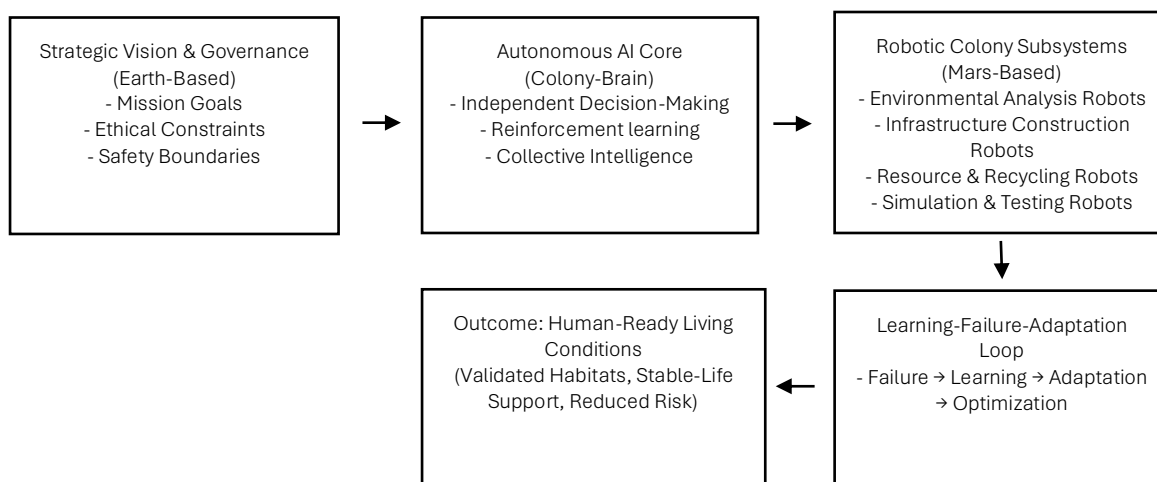 Strategic Vision & Governance
(Earth-Based)
- Mission Goals
- Ethical Constraints
- Safety Boundaries
Autonomous AI Core
(Colony-Brain)
- Independent Decision-Making
- Reinforcement learning
- Collective Intelligence
Robotic Colony Subsystems
(Mars-Based)
- Environmental Analysis Robots
- Infrastructure Construction
Robots
- Resource & Recycling Robots
- Simulation & Testing Robots
Learning-Failure-Adaptation
Loop
- Failure → Learning → Adaptation
→ Optimization
Outcome: Human-Ready Living
Conditions
(Validated Habitats, Stable-Life
Support, Reduced Risk)